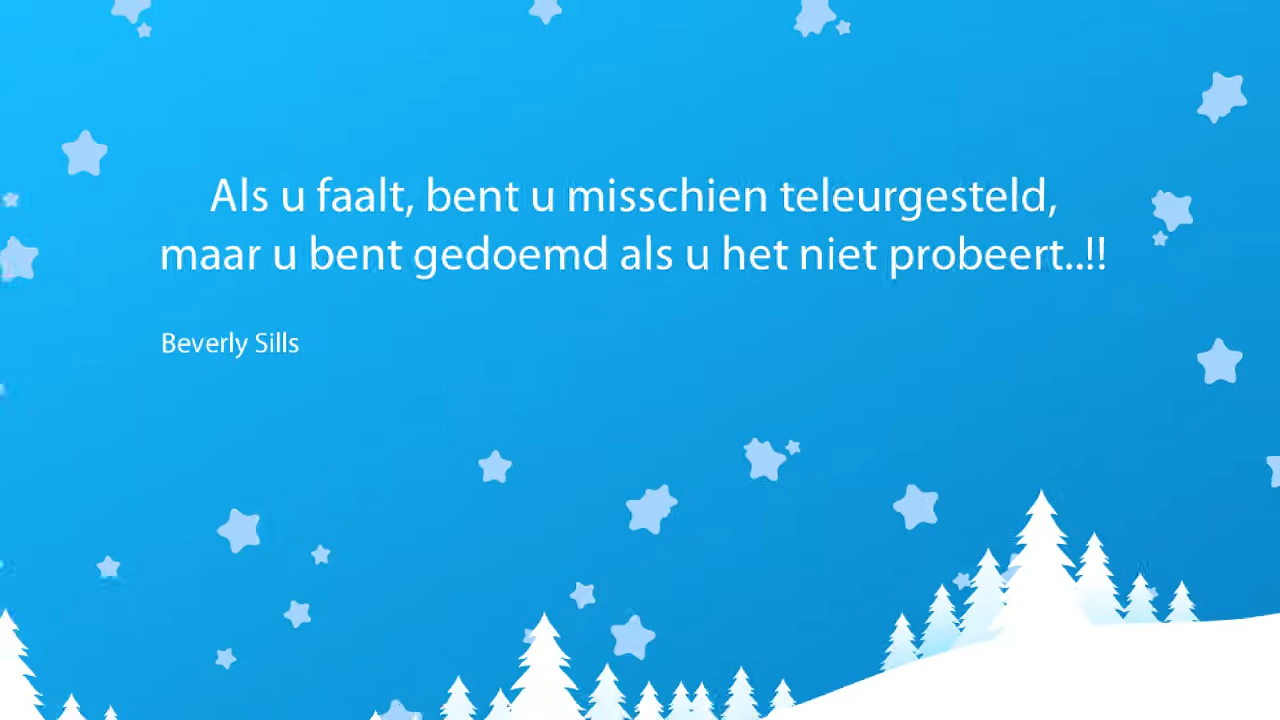 Als u faalt, bent u misschien teleurgesteld,
maar u bent gedoemd als u het niet probeert..!!
Beverly Sills